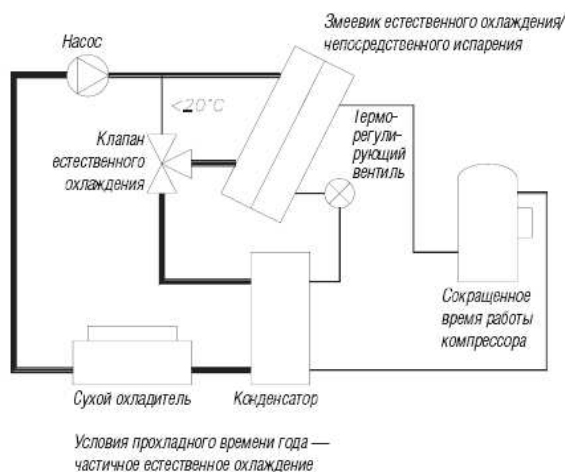 Змеевик естественного охлаждения/
непосредственного испарения
Насос
<20°C
Клапан
естественного
охлаждения
Термо-
регули-
рующий
вентиль
Сокращенное
время работы
компрессора
Сухой охладитель
Конденсатор
Условия прохладного времени года —
частичное естественное охлаждение